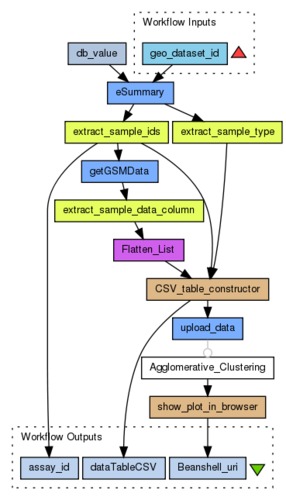 Workflow Inputs
db_value
geo_dataset_id
eSummary
extract_sample_ids
extract_sample_type
getGSMData
extract_sample_data_column
Flatten_List
CSV_table_constructor
upload_data
Agglomerative_Clustering
show_plot_in_browser
Workflow Outputs
assay_id
dataTableCSV
Beanshell_uri